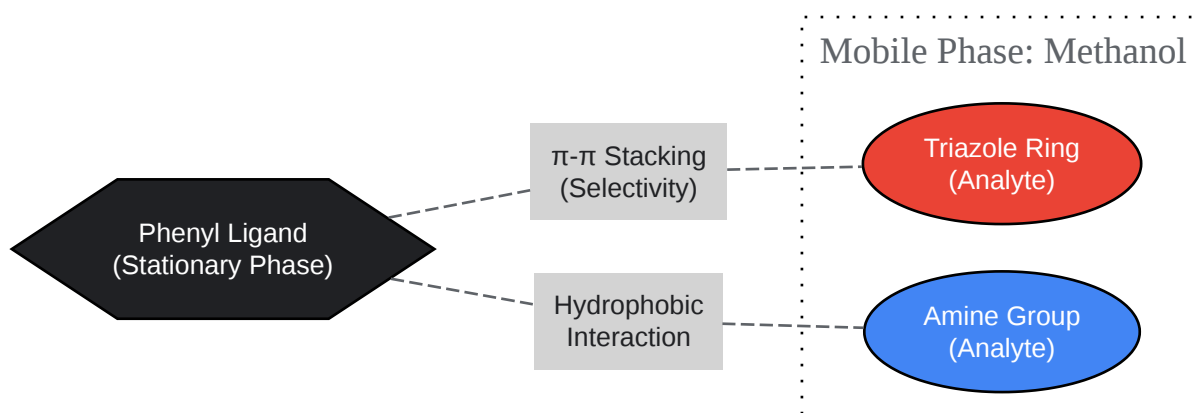 Mobile Phase: Methanol
π-π Stacking
(Selectivity)
Triazole Ring
(Analyte)
Phenyl Ligand
(Stationary Phase)
Hydrophobic
Interaction
Amine Group
(Analyte)